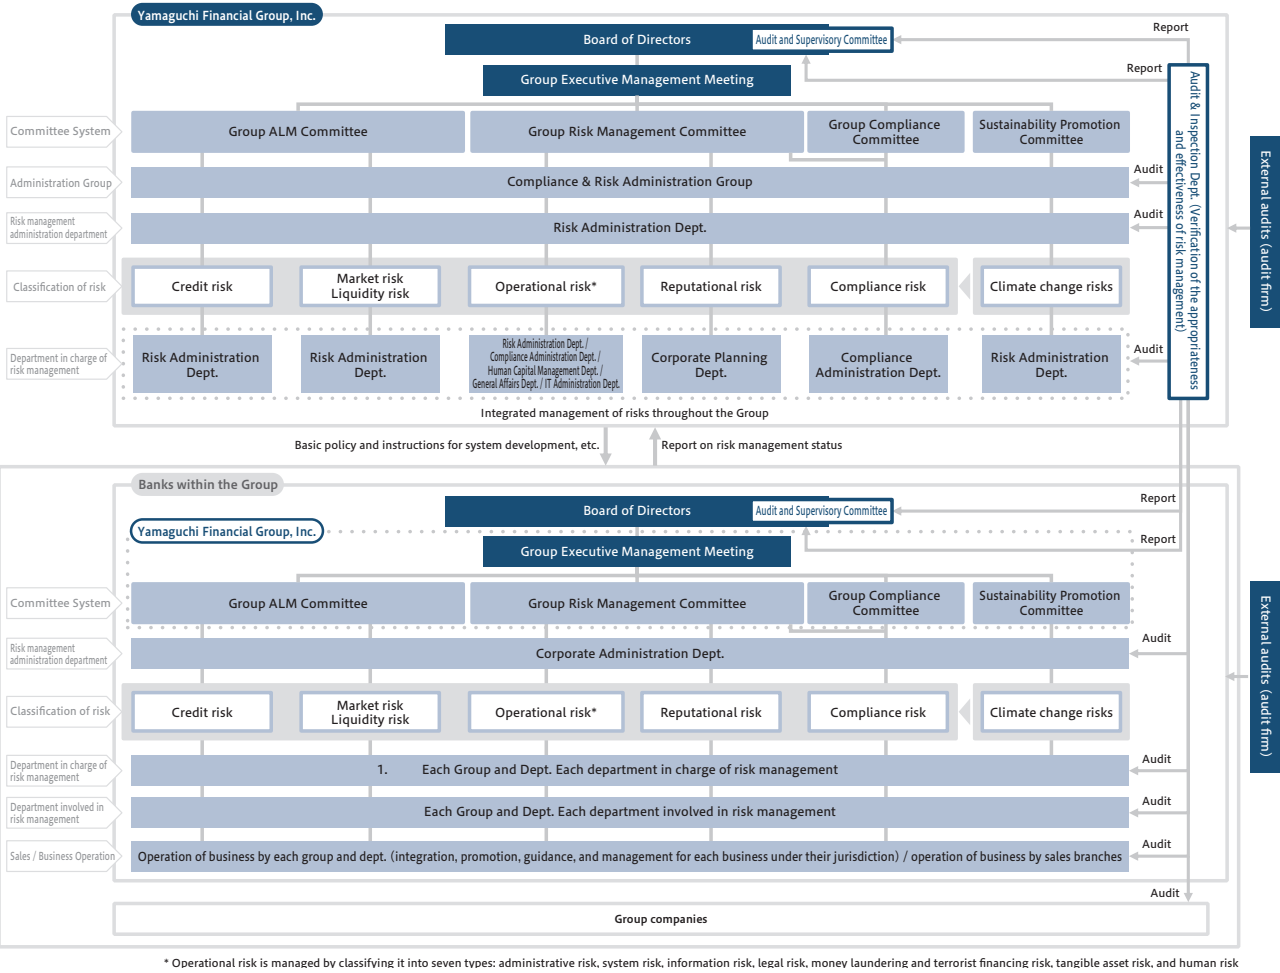 Yamaguchi Financial Group, Inc.
Board of Directors
Audit and Supervisory Committee
Report
Group Executive Management Meeting
Report
Audit & Inspection Dept. (Verification of the appropriateness
and effectiveness of risk management)
External audits (audit firm)
Committee System
Group ALM Committee
Group Risk Management Committee
Group Compliance
Committee
Sustainability Promotion
Committee
Administration Group
Compliance & Risk Administration Group
Audit
Risk management
administration department
Risk Administration Dept.
Audit
Classification of risk
Credit risk
Market risk
Liquidity risk
Operational risk*
Reputational risk
Compliance risk
Climate change risks
Department in charge of
risk management
Risk Administration
Dept.
Risk Administration
Dept.
Risk Administration Dept. /
Compliance Administration Dept. /
Human Capital Management Dept. /
General Affairs Dept. / IT Administration Dept.
Corporate Planning
Dept.
Compliance
Administration Dept.
Risk Administration
Dept.
Audit
Integrated management of risks throughout the Group
Basic policy and instructions for system development, etc.
Report on risk management status
Banks within the Group
Board of Directors
Audit and Supervisory Committee
Report
Yamaguchi Financial Group, Inc.
Group Executive Management Meeting
Report
External audits (audit firm)
Committee System
Group ALM Committee
Group Risk Management Committee
Group Compliance
Committee
Sustainability Promotion
Committee
Risk management
administration department
Corporate Administration Dept.
Audit
Classification of risk
Credit risk
Market risk
Liquidity risk
Operational risk*
Reputational risk
Compliance risk
Climate change risks
Department in charge of
risk management
1. Each Group and Dept. Each department in charge of risk management
Audit
Department involved in
risk management
Each Group and Dept. Each department involved in risk management
Audit
Sales / Business Operation
Operation of business by each group and dept. (integration, promotion, guidance, and management for each business under their jurisdiction) / operation of business by sales branches
Audit
Audit
Group companies
* Operational risk is managed by classifying it into seven types: administrative risk, system risk, information risk, legal risk, money laundering and terrorist financing risk, tangible asset risk, and human risk